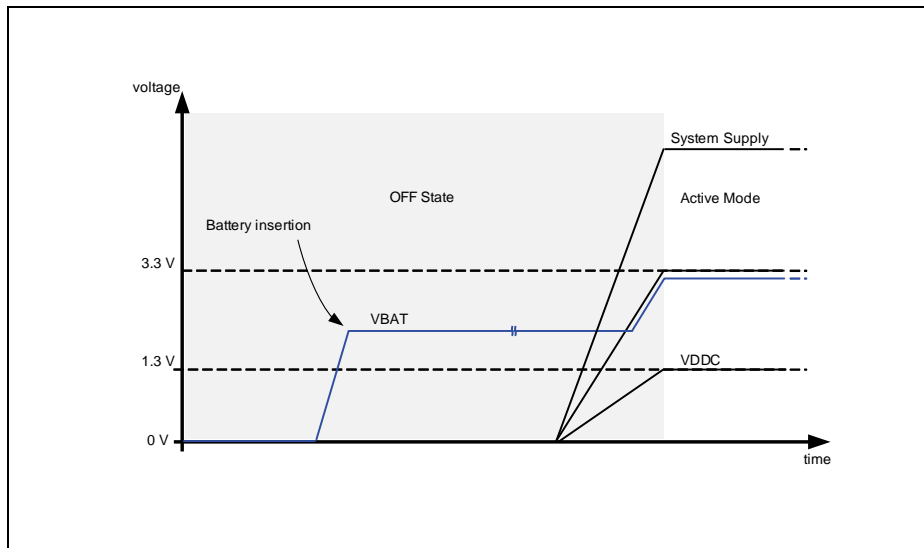 voltage
System Supply
OFF State
Active Mode
Battery insertion
3.3 V
VBAT
1.3 V
VDDC
0 V
time